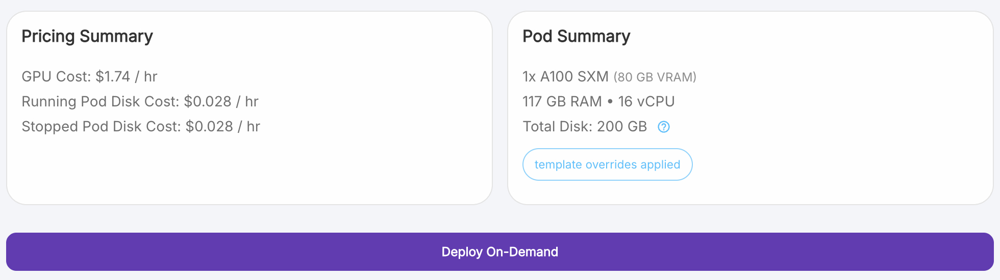 Pricing Summary
GPU Cost: $1.74 / hr
Running Pod Disk Cost: $0.028 / hr
Stopped Pod Disk Cost: $0.028 / hr
Pod Summary
1x A100 SXM (80 GB VRAM)
117 GB RAM • 16 vCPU
Total Disk: 200 GB ?
template overrides applied
Deploy On-Demand